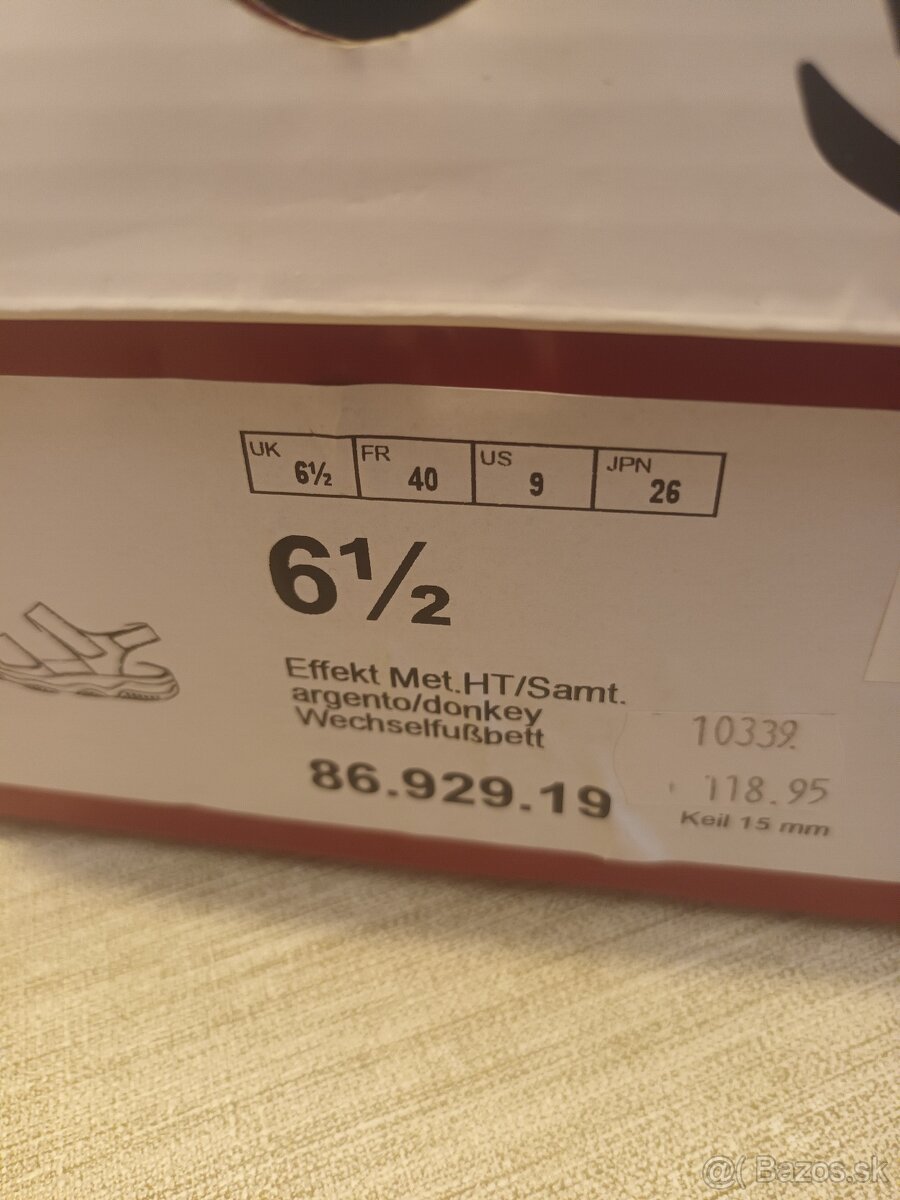 UK 6½ FR 40 US 9 JPN 26
6½
Effekt Met.HT/Samt.
argento/donkey
Wechselfußbett
86.929.19
10339
118.95
Keil 15 mm
@( Bazos.sk